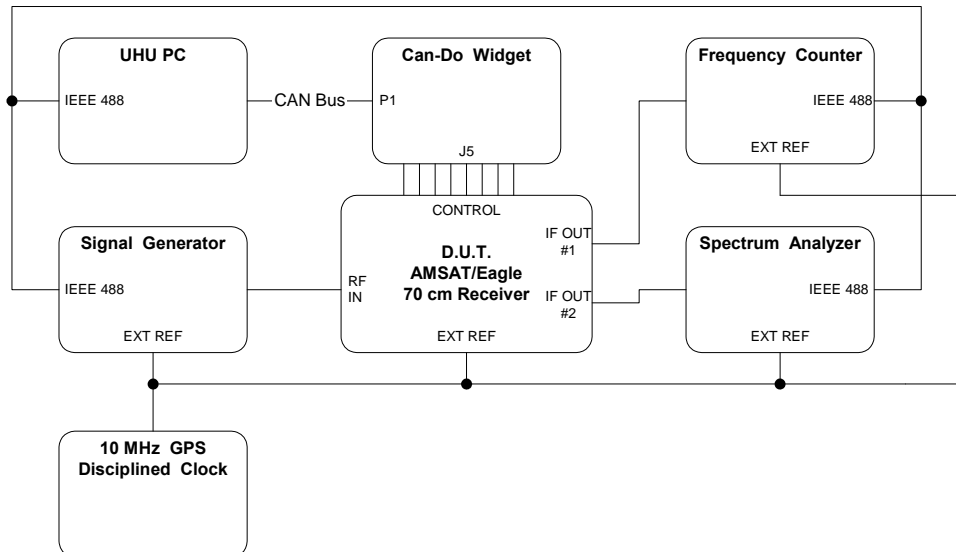 UHU PC
IEEE 488
CAN Bus
Can-Do Widget
P1
J5
Frequency Counter
IEEE 488
EXT REF
Signal Generator
IEEE 488
EXT REF
CONTROL
D.U.T.
AMSAT/Eagle
70 cm Receiver
RF
IN
IF OUT
#1
IF OUT
#2
EXT REF
Spectrum Analyzer
IEEE 488
EXT REF
10 MHz GPS
Disciplined Clock